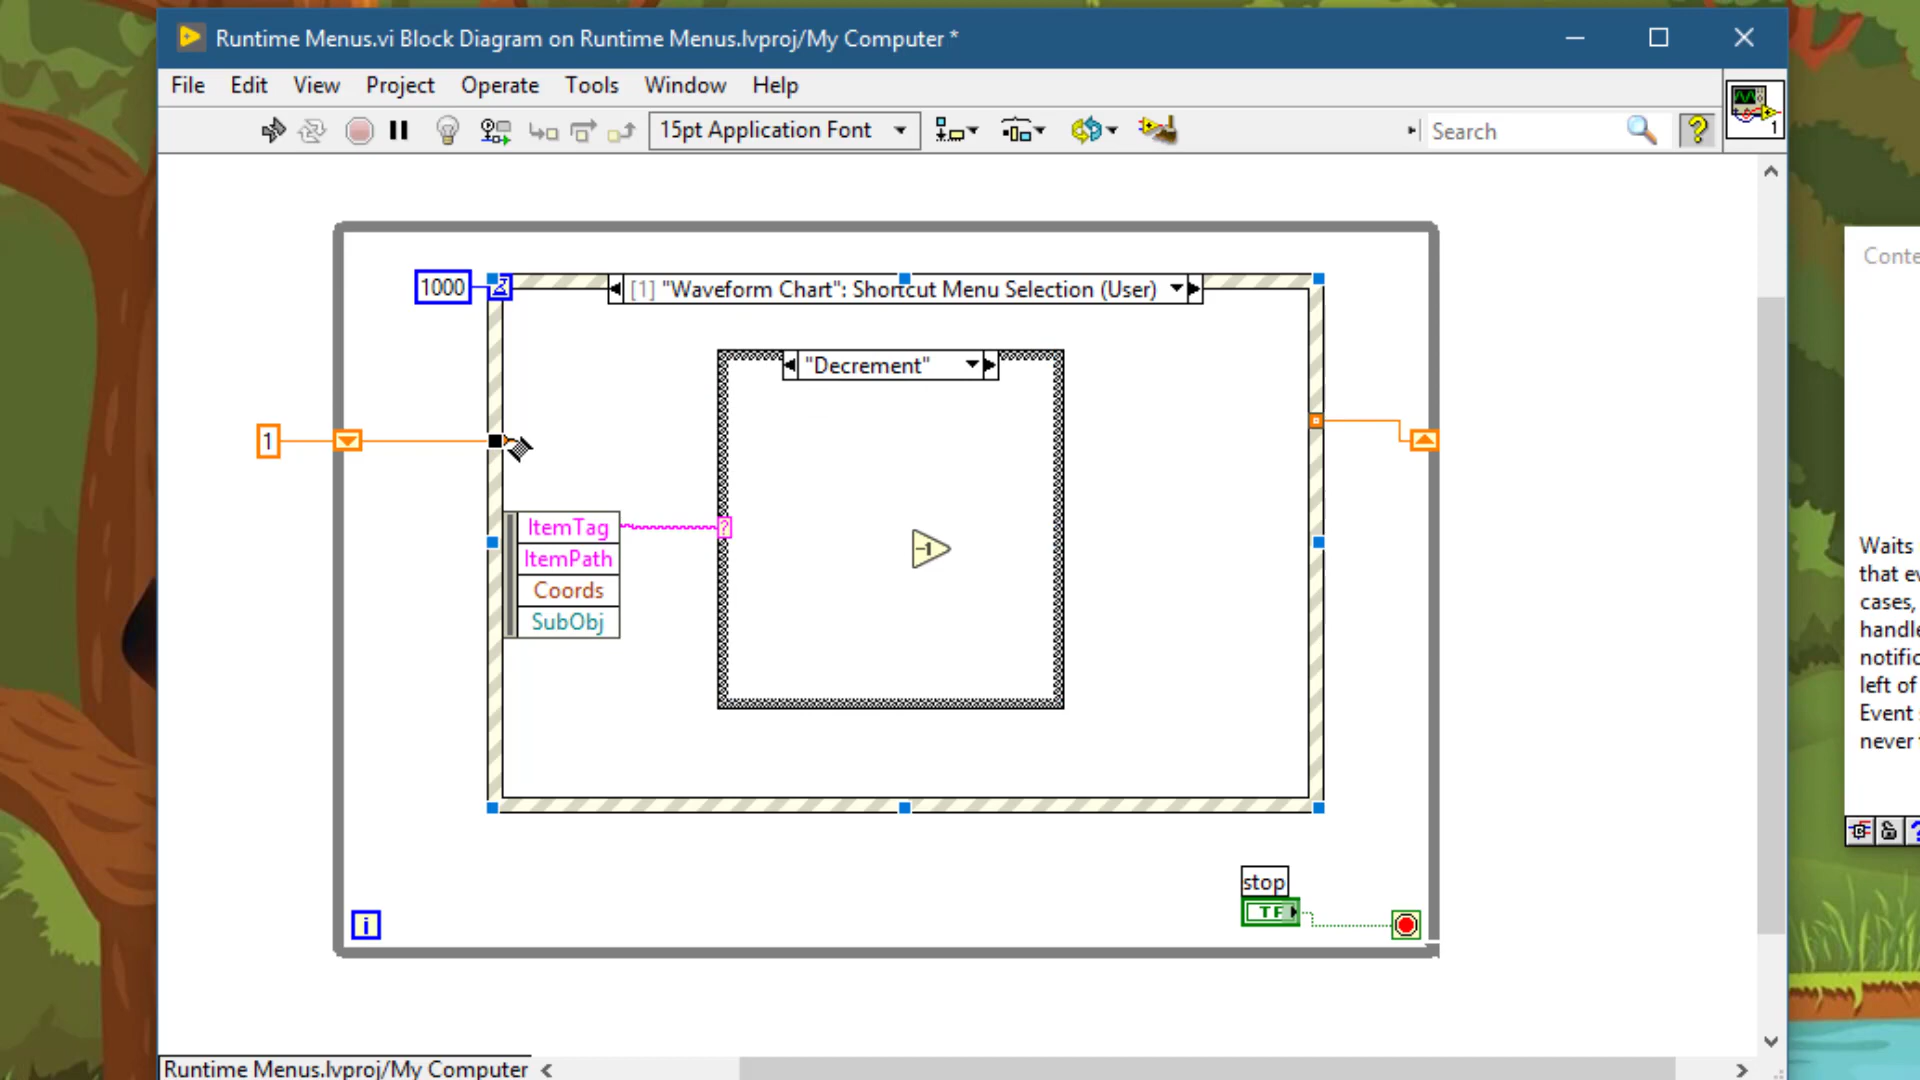 Runtime Menus.vi Block Diagram on Runtime Menus.lvproj/My Computer *
File Edit View Project Operate Tools Window Help
15pt Application Font
Search
?
1
Conte
1000
[1] "Waveform Chart": Shortcut Menu Selection (User)
"Decrement"
1
ItemTag
?
ItemPath
Coords
SubObj
-1
Waits
that ev
cases,
handle
notific
left of
Event
never
stop
TF
i
Runtime Menus.lvproj/My Computer